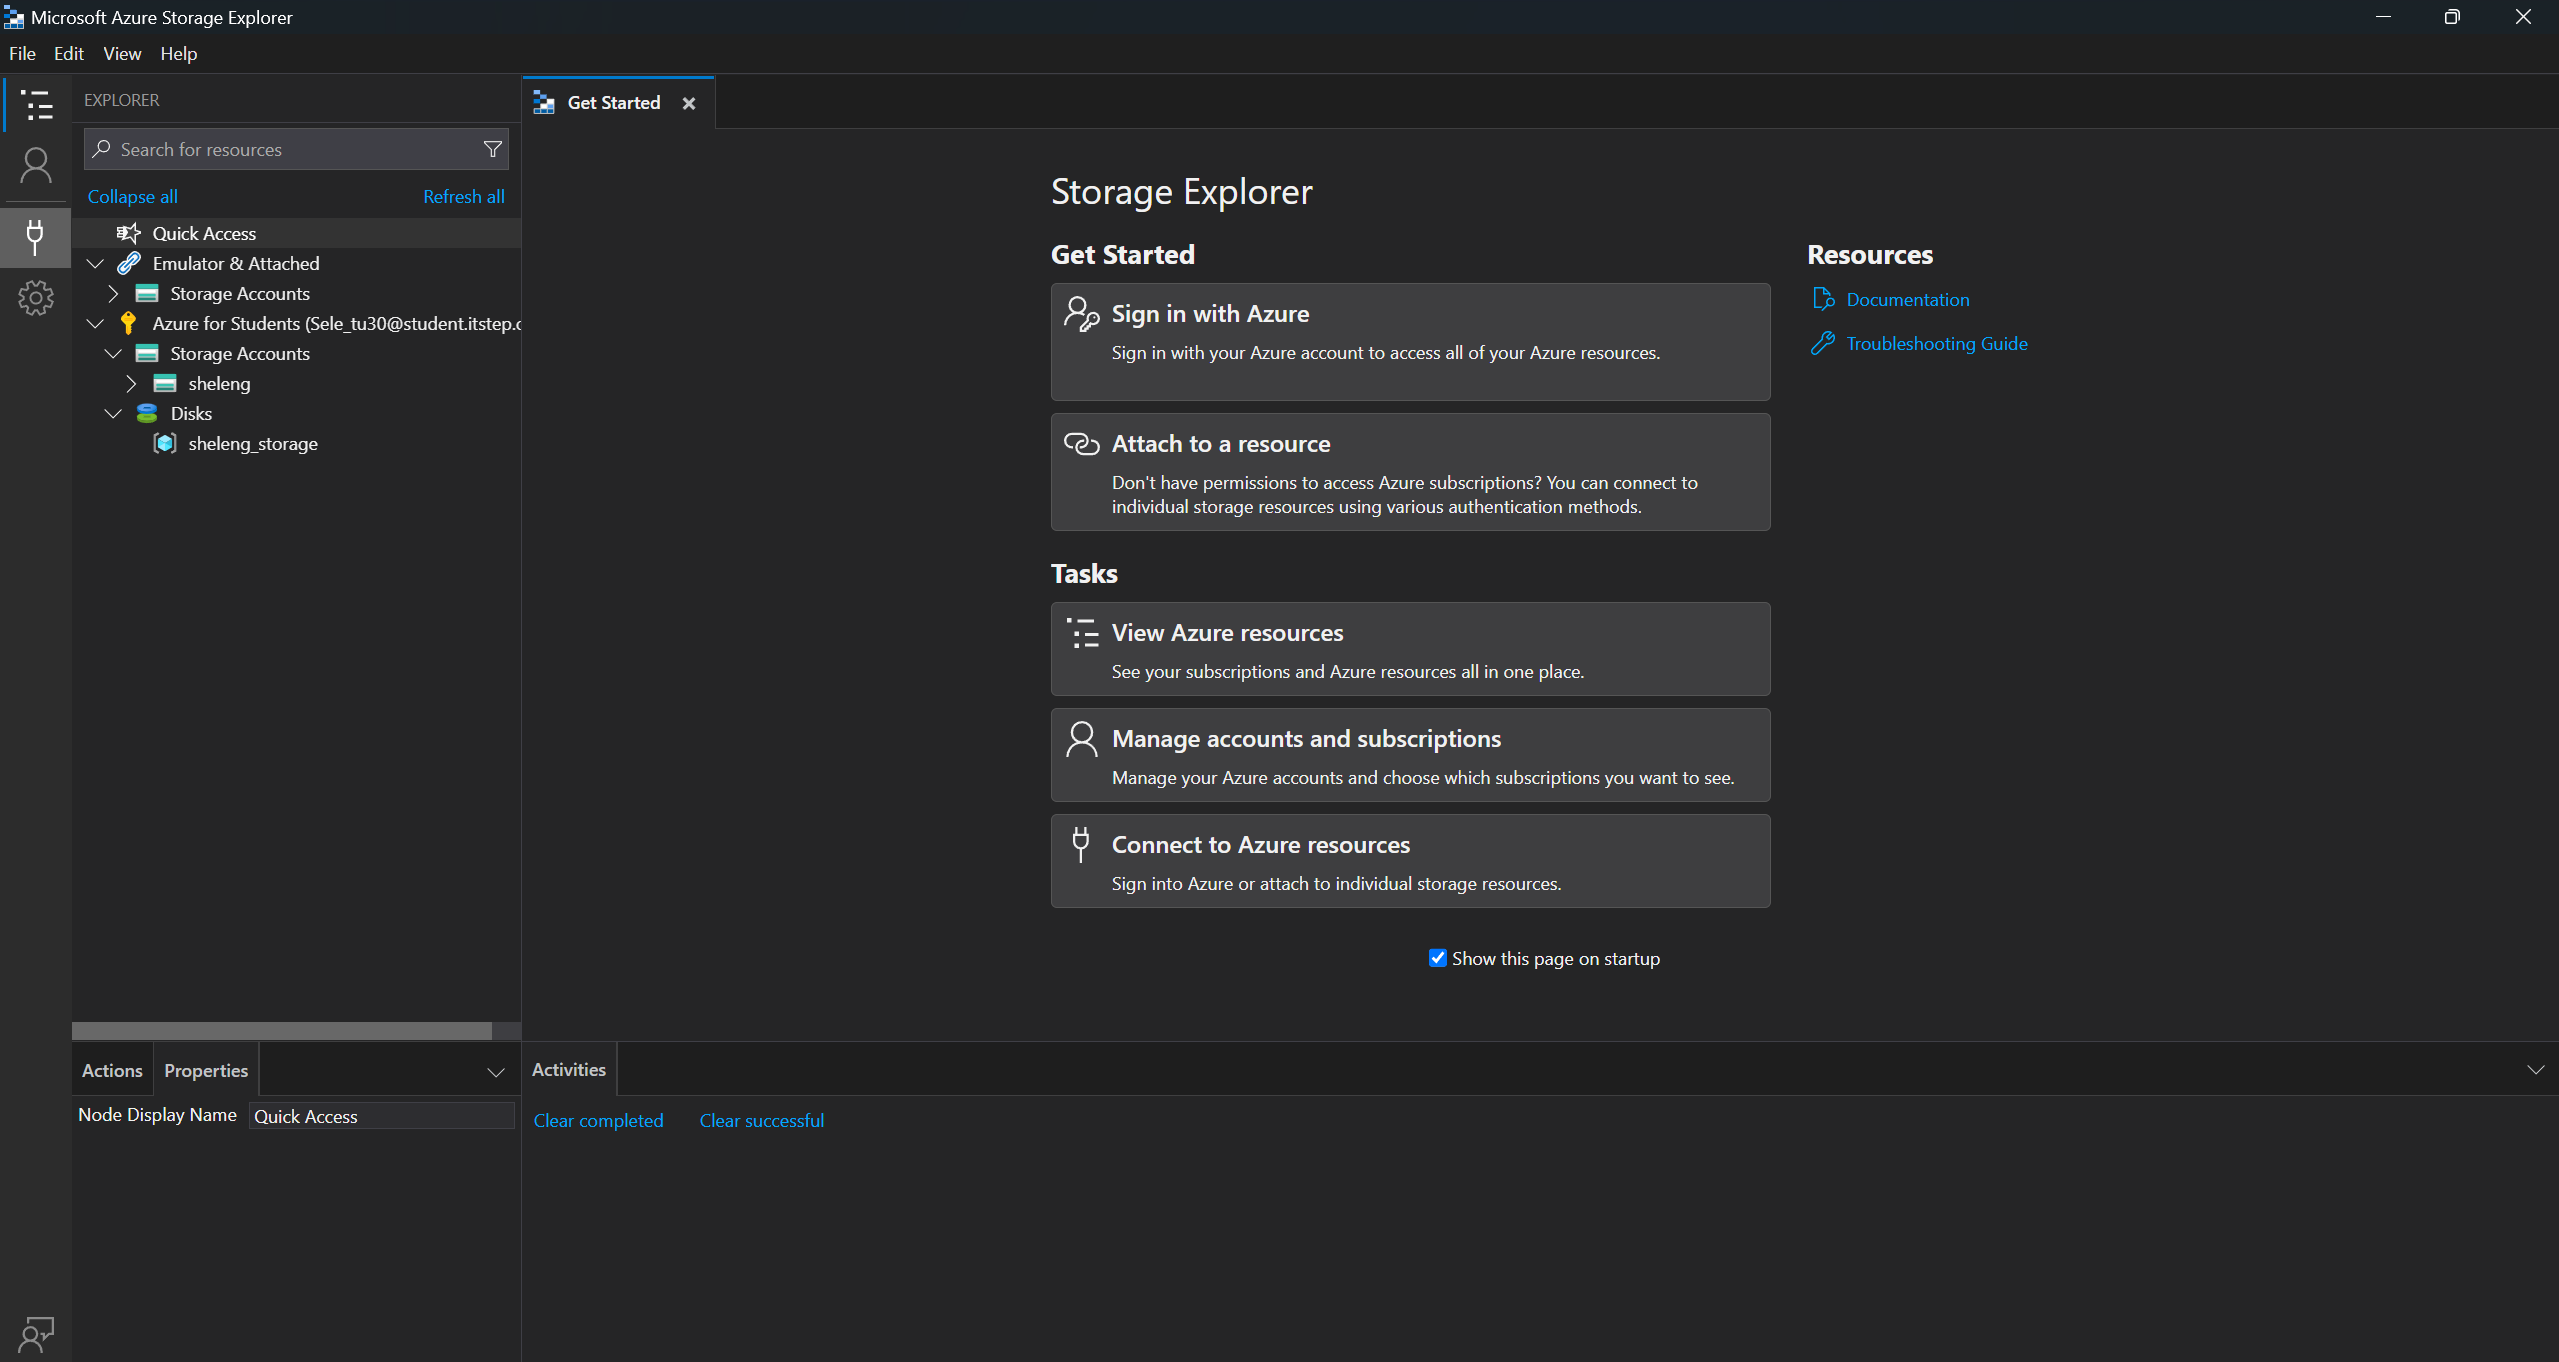 Microsoft Azure Storage Explorer
File Edit View Help
EXPLORER
Search for resources
Collapse all Refresh all
Quick Access
Emulator & Attached
Storage Accounts
Azure for Students (Sele_tu30@student.itstep.
Storage Accounts
sheleng
Disks
sheleng_storage
Get Started
Storage Explorer
Get Started
Sign in with Azure
Sign in with your Azure account to access all of your Azure resources.
Attach to a resource
Don't have permissions to access Azure subscriptions? You can connect to
individual storage resources using various authentication methods.
Tasks
View Azure resources
See your subscriptions and Azure resources all in one place.
Manage accounts and subscriptions
Manage your Azure accounts and choose which subscriptions you want to see.
Connect to Azure resources
Sign into Azure or attach to individual storage resources.
Show this page on startup
Resources
Documentation
Troubleshooting Guide
Actions Properties
Node Display Name Quick Access
Activities
Clear completed Clear successful